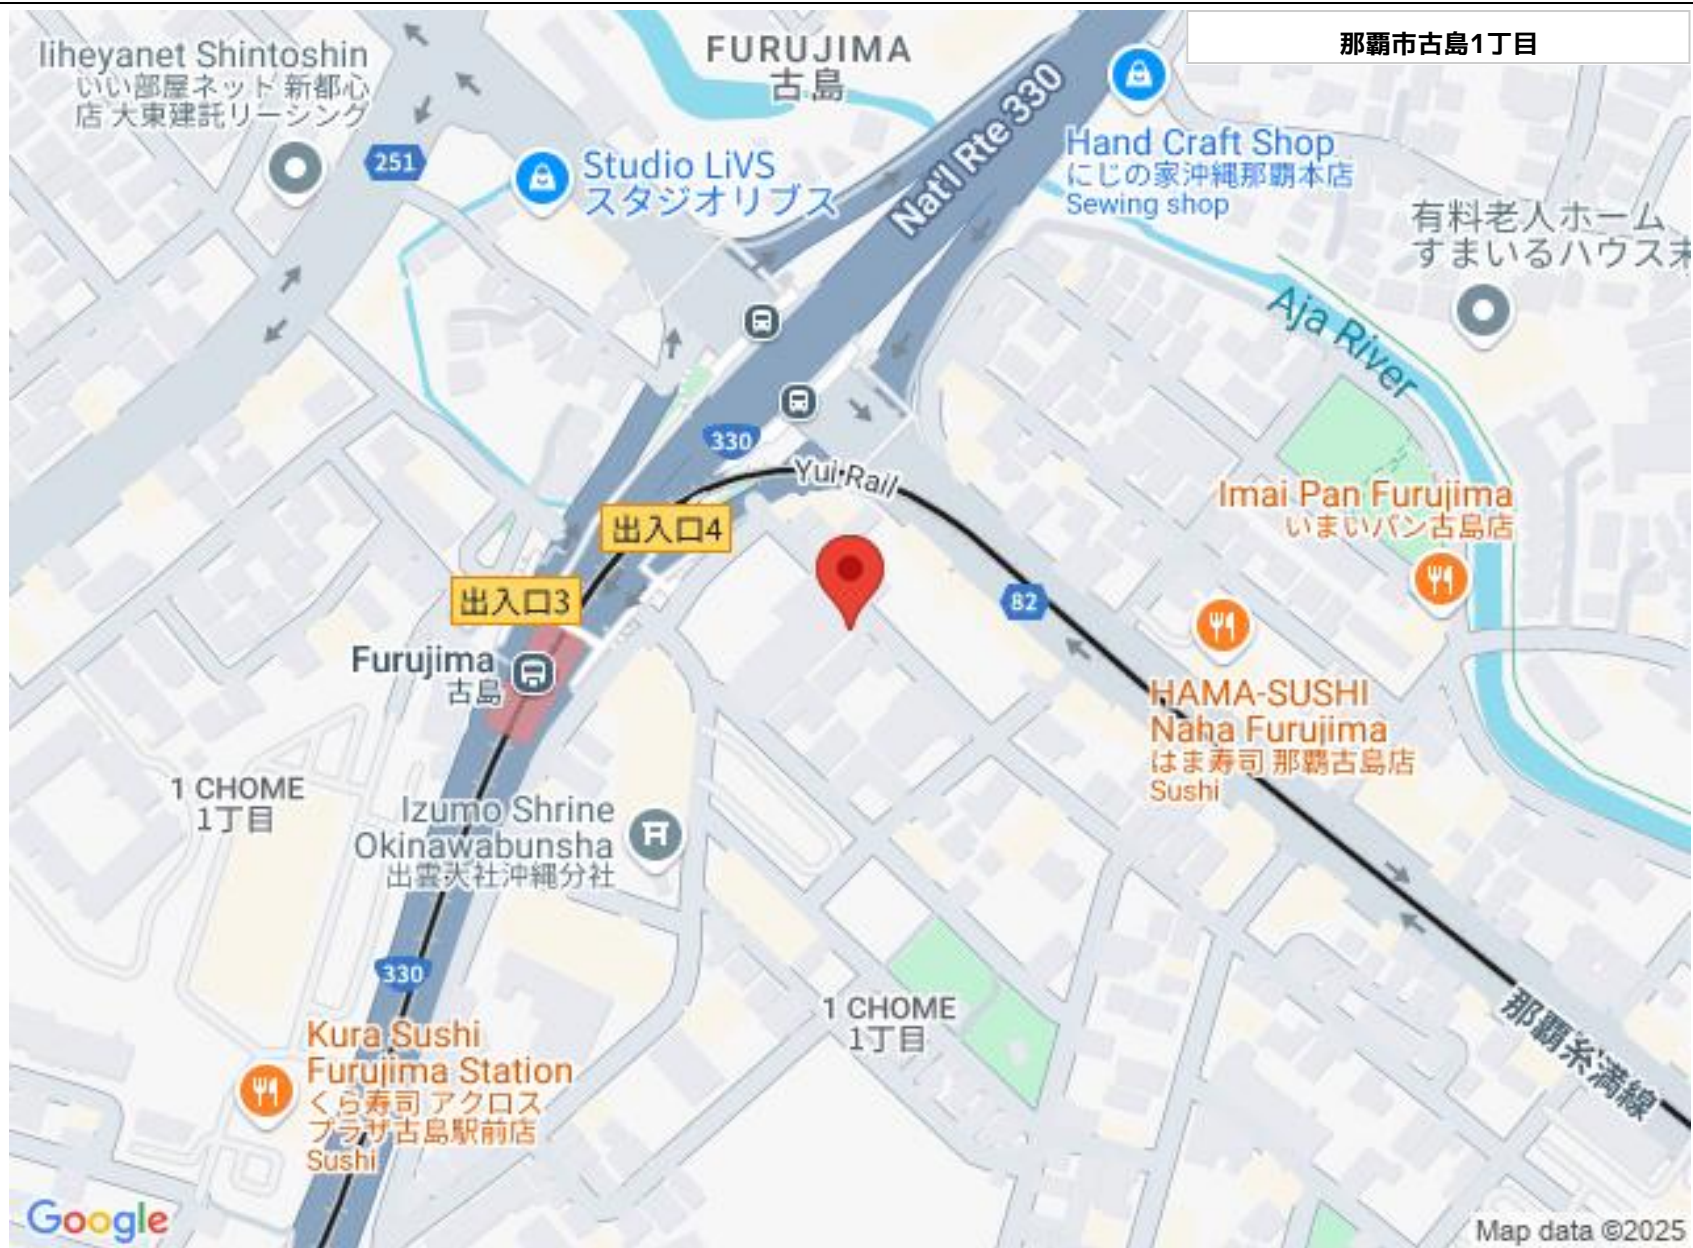 那覇市古島1丁目
Iiheyanet Shintoshin
いい部屋ネット 新都心
店 大東建託リーシング
FURUJIMA
古島
Nat'l Rte 330
251
Studio LiVS
スタジオリブス
Hand Craft Shop
にじの家沖縄那覇本店
Sewing shop
有料老人ホーム
すまいるハウス末
Aja River
330
Yui Rail
出入口4
出入口3
Imai Pan Furujima
いまいパン古島店
82
Furujima
古島
HAMA-SUSHI
Naha Furujima
はま寿司 那覇古島店
Sushi
1 CHOME
1丁目
Izumo Shrine
Okinawabunsha
出雲大社沖縄分社
330
1 CHOME
1丁目
那覇糸満線
Kura Sushi
Furujima Station
くら寿司 アクロス
プラザ古島駅前店
Sushi
Google
Map data ©2025